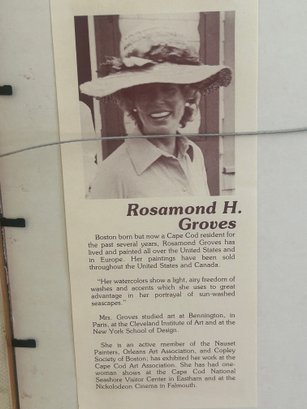 Rosamond H.
Groves
Boston born but now a Cape Cod resident for
the past several years, Rosamond Groves has
lived and painted all over the United States and
in Europe. Her paintings have been sold
throughout the United States and Canada.
"Her watercolors show a light, airy freedom of
washes and accents which she uses to great
advantage in her portrayal of sun-washed
seascapes."
Mrs. Groves studied art at Bennington, in
Paris, at the Cleveland Institute of Art and at the
New York School of Design.
She is an active member of the Nauset
Painters, Orleans Art Association, and Copley
Society of Boston; has exhibited her work at the
Cape Cod Art Association. She has had one-
woman shows at the Cape Cod National
Seashore Visitor Center in Eastham and at the
Nickolodeon Cinema in Falmouth.